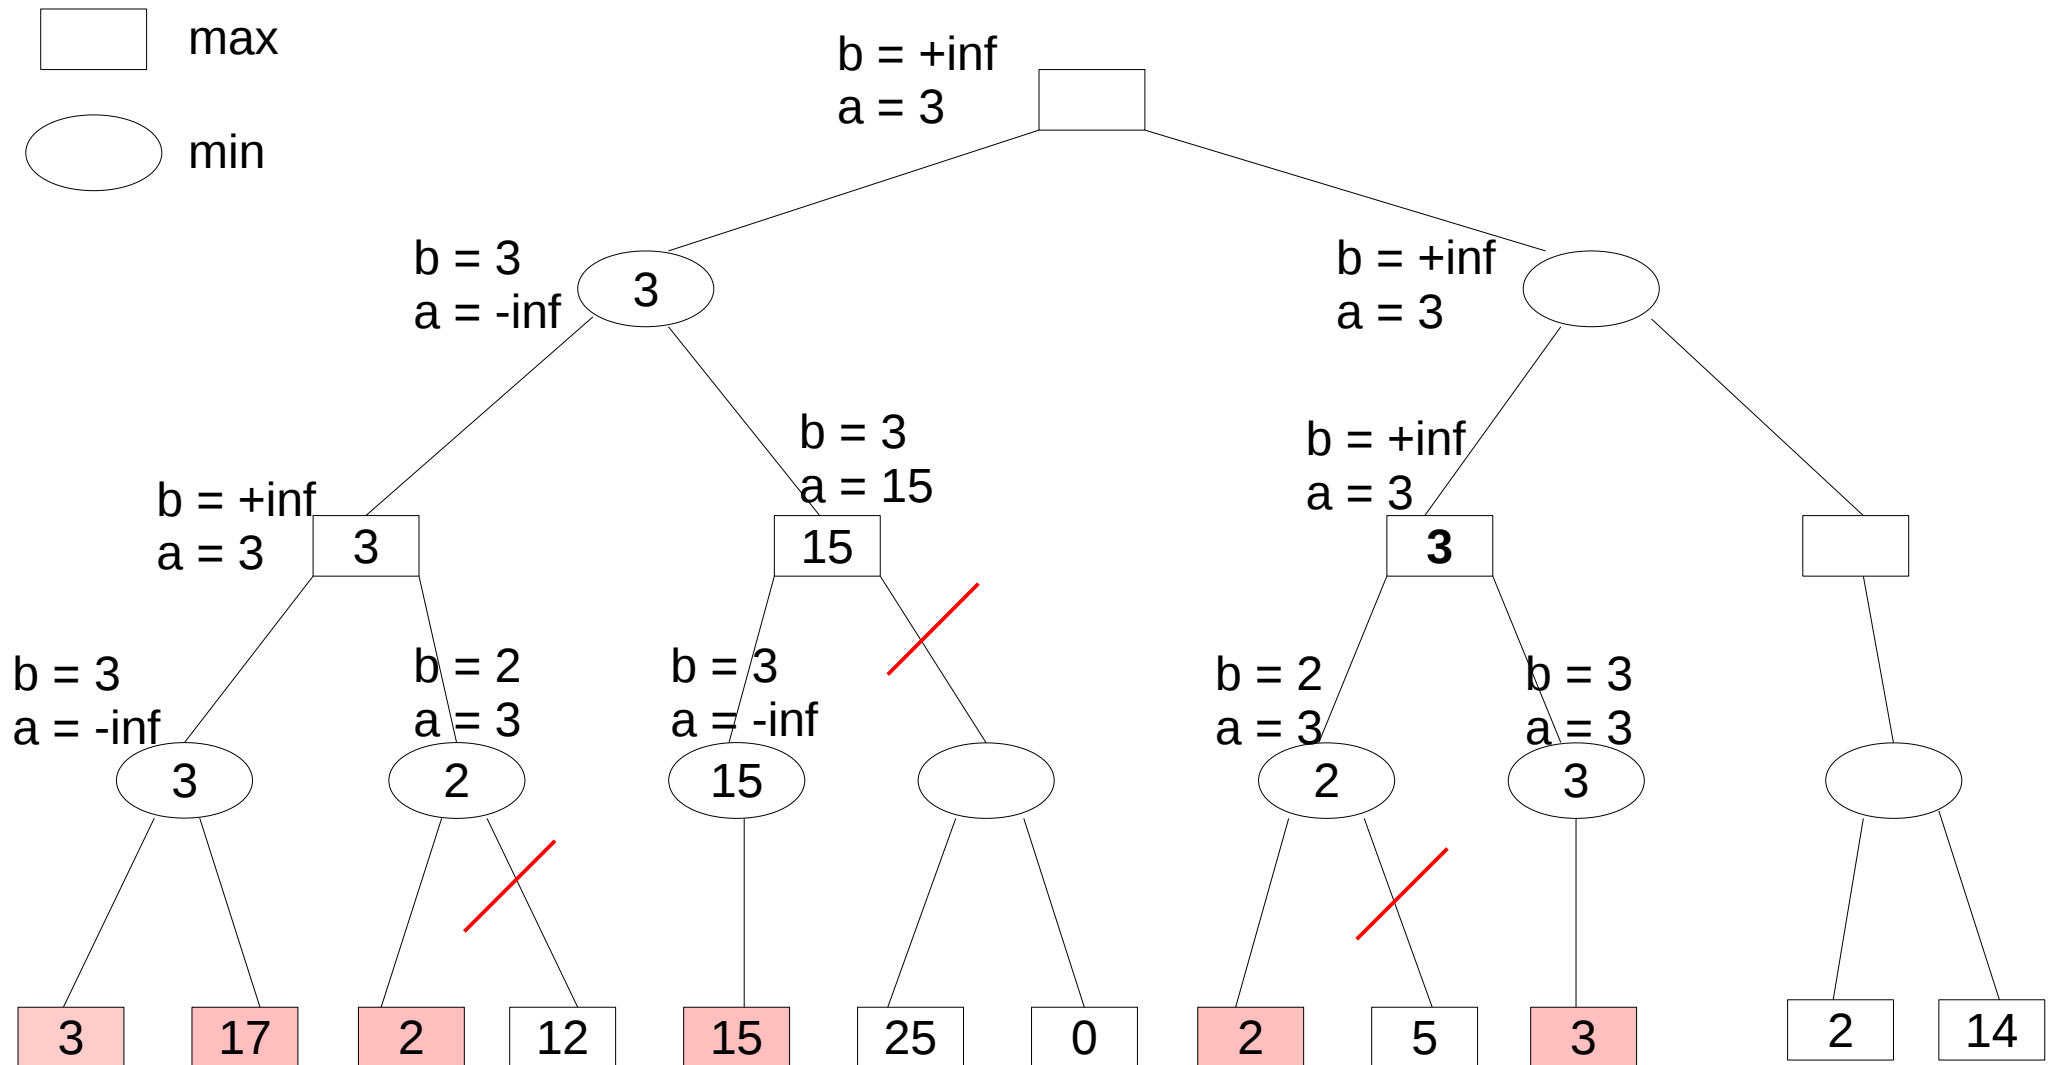 max
b = +inf
a = 3
min
b = 3
a = -inf
3
b = +inf
a = 3
b = 3
a = 15
b = +inf
a = 3
b = +inf
a = 3
3
15
3
b = 3
a = -inf
b = 2
a = 3
b = 3
a = -inf
b = 2
a = 3
b = 3
a = 3
3
2
15
2
3
3
17
2
12
15
25
0
2
5
3
2
14